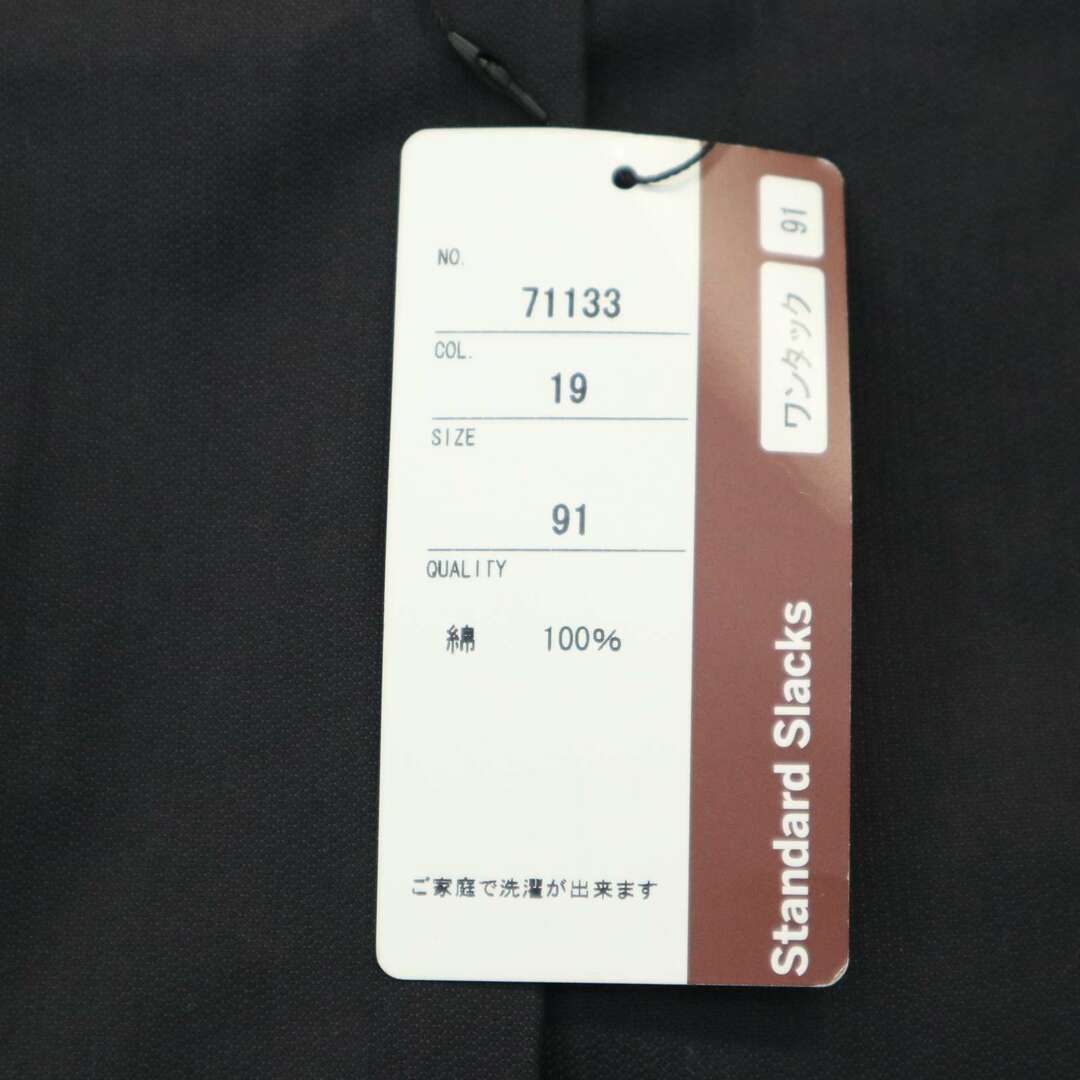 NO.
71133
COL.
19
SIZE
91
QUALITY
綿 100%
ご家庭で洗濯が出来ます
Standard Slacks
ワンタック
91